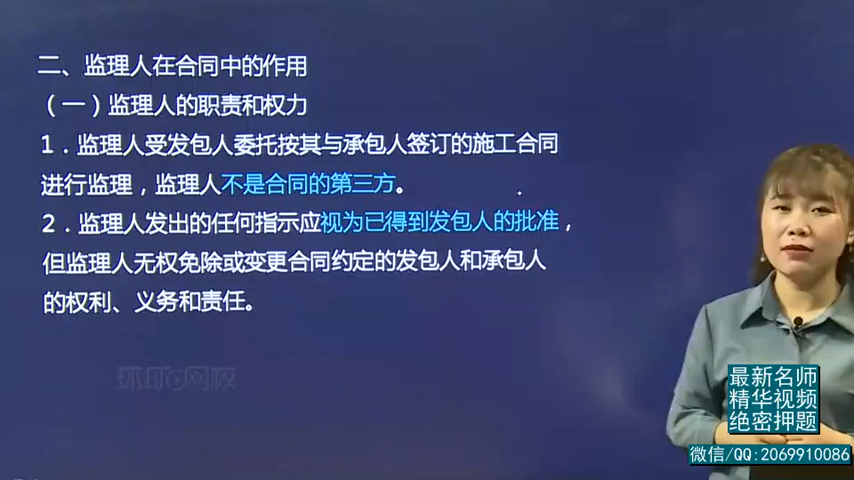 二、监理人在合同中的作用
（一）监理人的职责和权力
1．监理人受发包人委托按其与承包人签订的施工合同
进行监理，监理人不是合同的第三方。
2．监理人发出的任何指示应视为已得到发包人的批准，
但监理人无权免除或变更合同约定的发包人和承包人
的权利、义务和责任。
环球网校
最新名师
精华视频
绝密押题
微信/QQ:2069910086